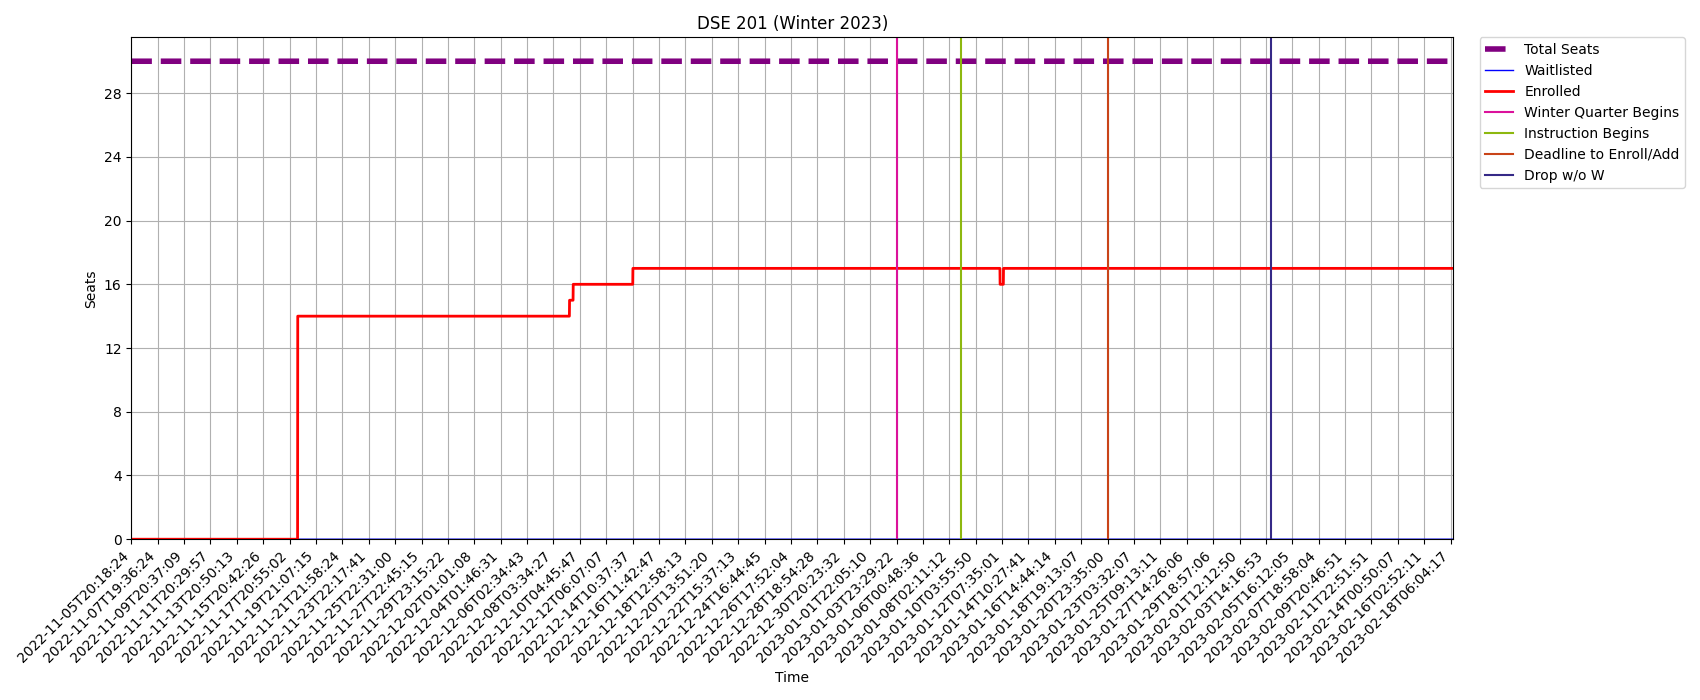 DSE 201 (Winter 2023)
Total Seats
Waitlisted
Enrolled
Winter Quarter Begins
Instruction Begins
Deadline to Enroll/Add
Drop w/o W
Seats
28
24
20
16
12
8
4
0
2022-11-05T20:18:24
2022-11-07T19:36:24
2022-11-09T20:37:09
2022-11-11T20:29:57
2022-11-13T20:50:13
2022-11-15T20:42:26
2022-11-17T20:55:02
2022-11-19T21:07:15
2022-11-21T21:58:24
2022-11-23T22:17:41
2022-11-25T22:31:00
2022-11-27T22:45:15
2022-11-29T23:15:22
2022-12-02T01:01:08
2022-12-04T01:46:31
2022-12-06T02:34:43
2022-12-08T03:34:27
2022-12-10T04:45:47
2022-12-12T06:07:07
2022-12-14T10:37:37
2022-12-16T11:42:47
2022-12-18T12:58:13
2022-12-20T13:51:20
2022-12-22T15:37:13
2022-12-24T16:44:45
2022-12-26T17:52:04
2022-12-28T18:54:28
2022-12-30T20:23:32
2023-01-01T22:05:10
2023-01-03T23:29:22
2023-01-06T00:48:36
2023-01-08T02:11:12
2023-01-10T03:55:50
2023-01-12T07:35:01
2023-01-14T10:27:41
2023-01-16T14:44:14
2023-01-18T19:13:07
2023-01-20T23:35:00
2023-01-23T03:32:07
2023-01-25T09:13:11
2023-01-27T14:26:06
2023-01-29T18:57:06
2023-02-01T12:12:50
2023-02-03T14:16:53
2023-02-05T16:12:05
2023-02-07T18:58:04
2023-02-09T20:46:51
2023-02-11T22:51:51
2023-02-14T00:50:07
2023-02-16T02:52:11
2023-02-18T06:04:17
Time